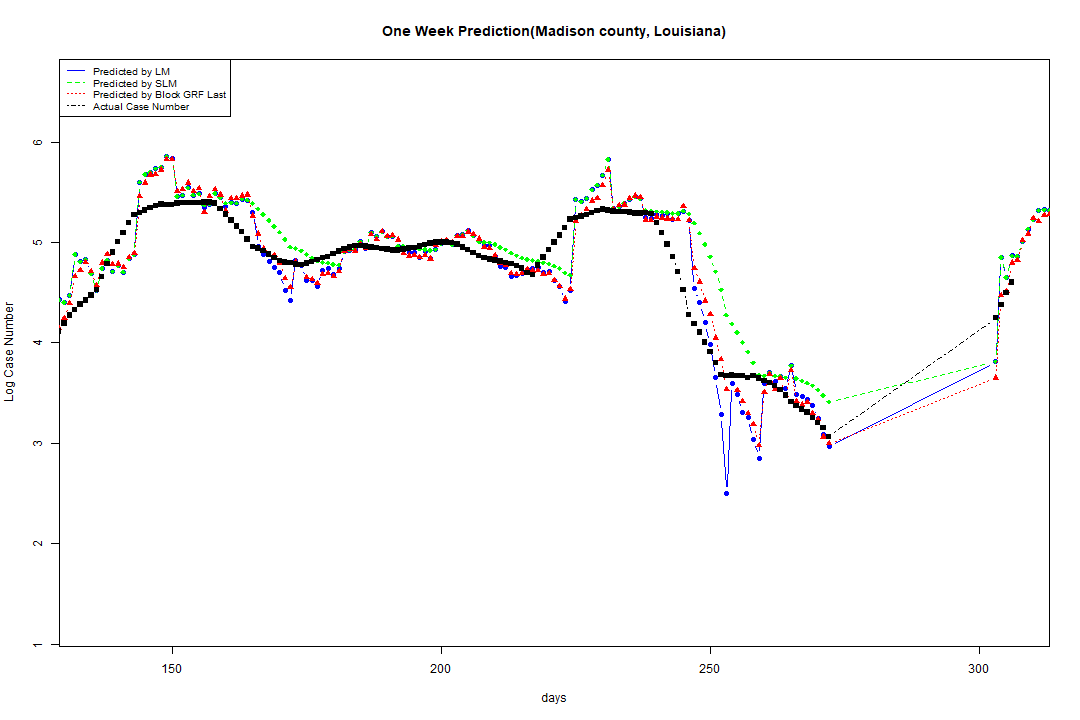 One Week Prediction(Madison county, Louisiana)
Predicted by LM
Predicted by SLM
Predicted by Block GRF Last
Actual Case Number
6
5
4
3
2
1
Log Case Number
150 200 250 300
days